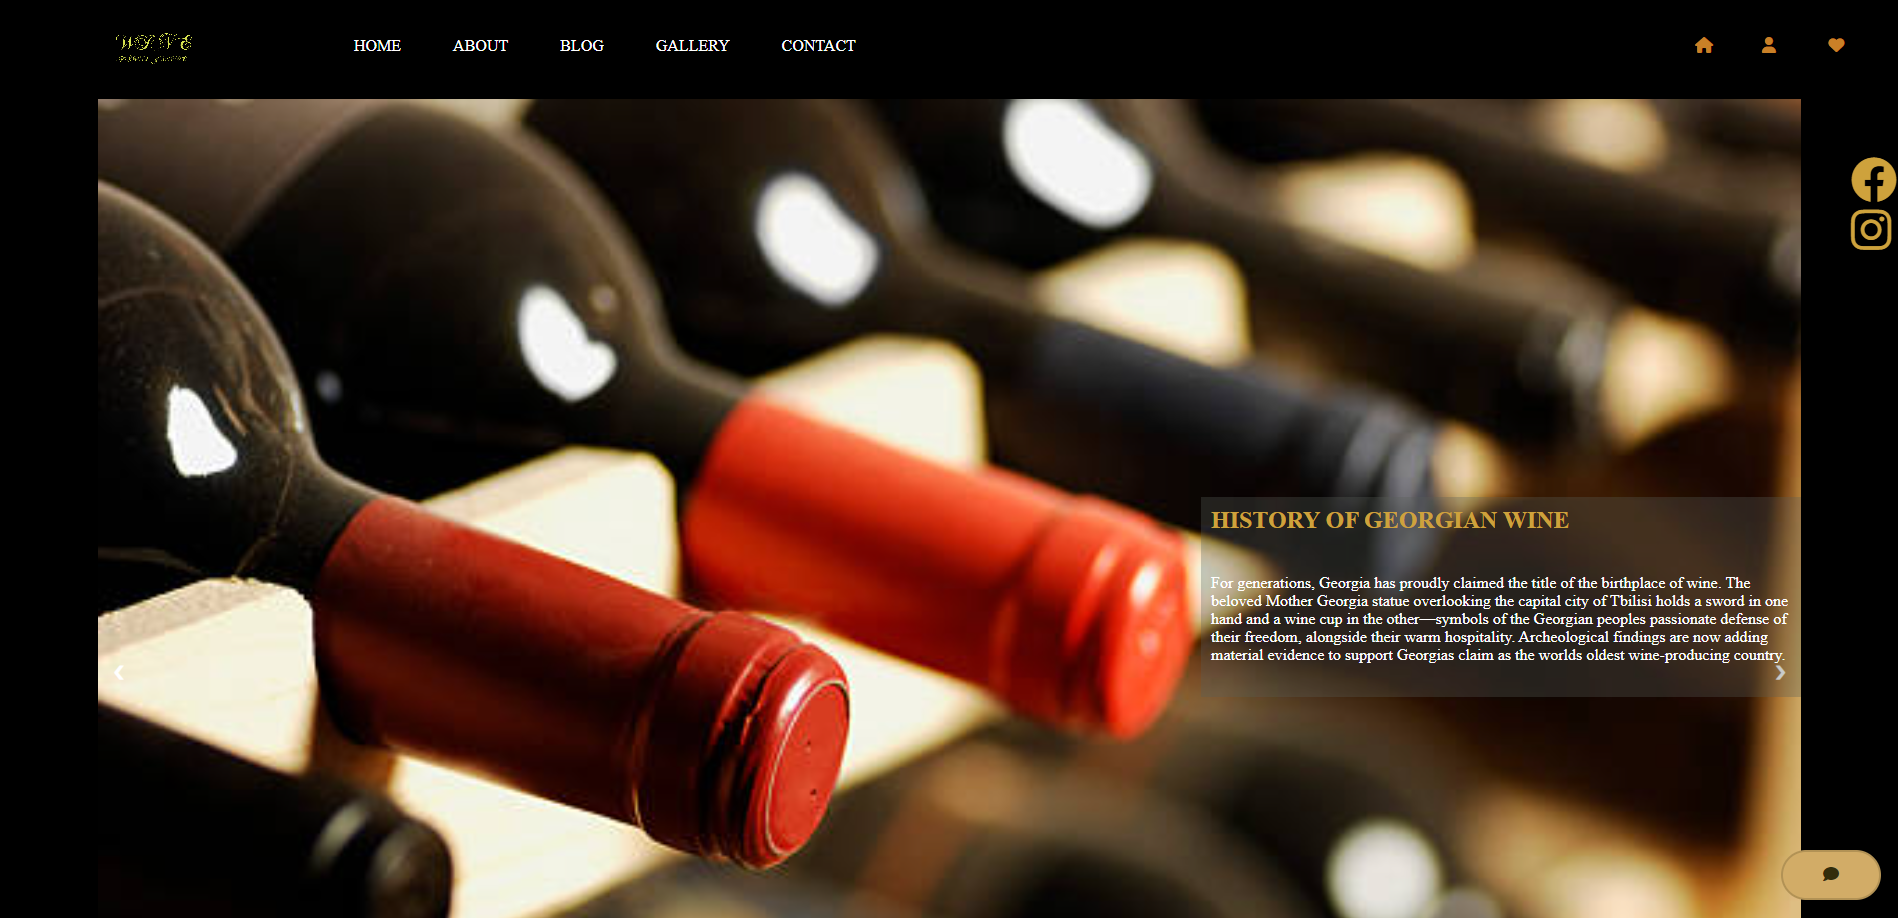 HOME ABOUT BLOG GALLERY CONTACT
HISTORY OF GEORGIAN WINE
For generations, Georgia has proudly claimed the title of the birthplace of wine. The
beloved Mother Georgia statue overlooking the capital city of Tbilisi holds a sword in one
hand and a wine cup in the other—symbols of the Georgian peoples passionate defense of
their freedom, alongside their warm hospitality. Archeological findings are now adding
material evidence to support Georgias claim as the worlds oldest wine-producing country.